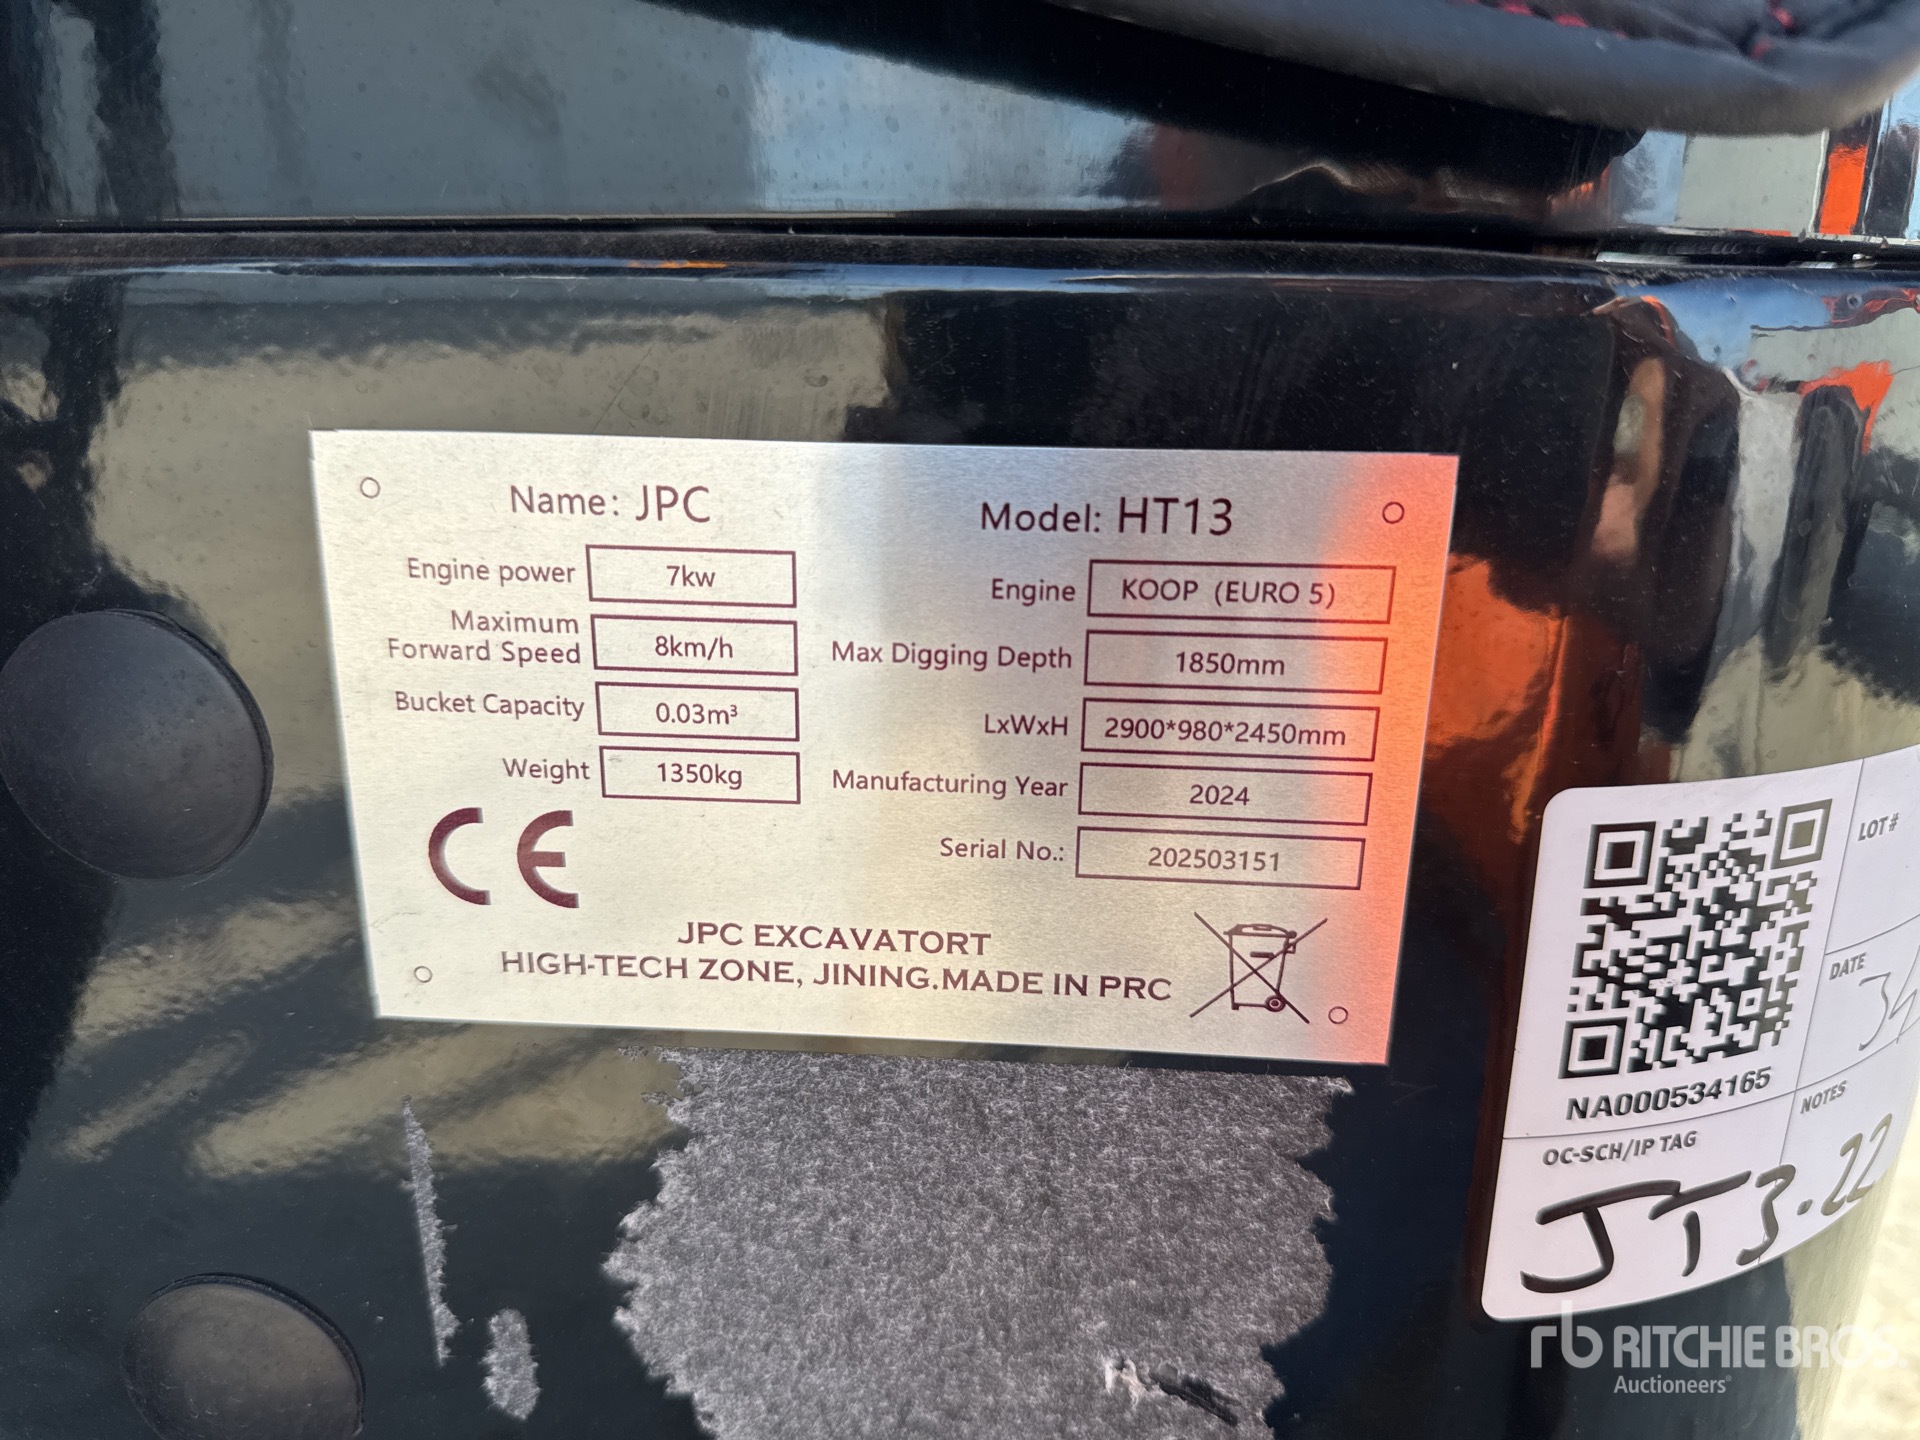 Name: JPC
Model: HT13
Engine power 7kw
Engine KOOP (EURO 5)
Maximum
Forward Speed 8km/h
Max Digging Depth 1850mm
Bucket Capacity 0.03m³
LxWxH 2900*980*2450mm
Weight 1350kg
Manufacturing Year 2024
Serial No.: 202503151
CE
JPC EXCAVATORT
HIGH-TECH ZONE, JINING.MADE IN PRC
LOT#
DATE
NA000534165
NOTES
OC-SCH/IP TAG
JT3.22
rb RITCHIE BROS.
Auctioneers